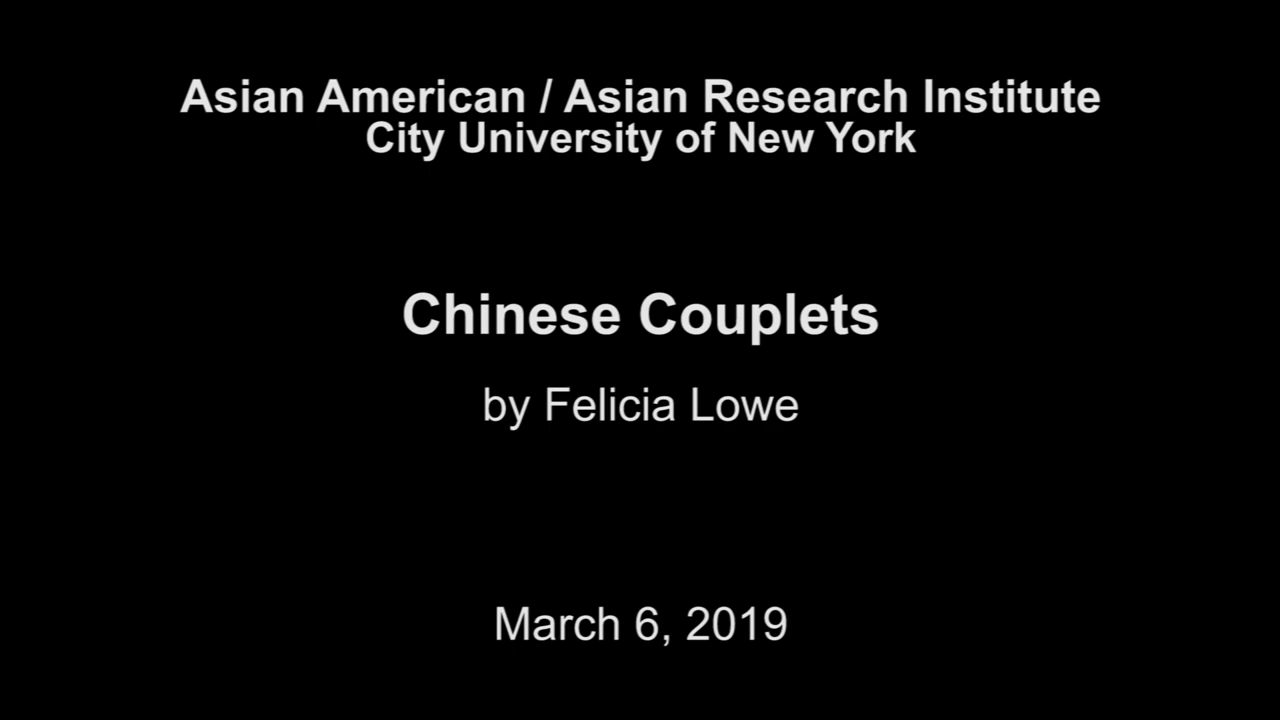 Asian American / Asian Research Institute
City University of New York
Chinese Couplets
by Felicia Lowe
March 6, 2019